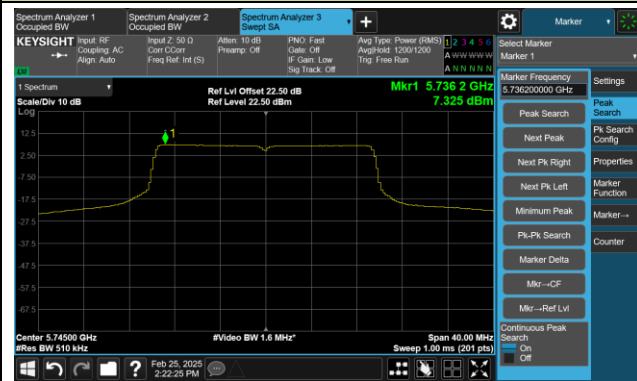 Spectrum Analyzer 1
Occupied BW
Spectrum Analyzer 2
Occupied BW
Spectrum Analyzer 3
Swept SA
Marker
KEYSIGHT
Input: RF
Coupling: AC
Align: Auto
Input Z: 50 Ω
Corr CCorr
Freq Ref: Int (S)
Atten: 10 dB
Preamp: Off
PNO: Fast
Gate: Off
IF Gain: Low
Sig Track: Off
Avg Type: Power (RMS)
Avg|Hold: 1200/1200
Trig: Free Run
1 2 3 4 5 6
A W W W W W
A N N N N N
Select Marker
Marker 1
1 Spectrum
Scale/Div 10 dB
Log
Ref Lvl Offset 22.50 dB
Ref Level 22.50 dBm
Mkr1 5.736 2 GHz
7.325 dBm
1
12.5
2.50
-7.50
-17.5
-27.5
-37.5
-47.5
-57.5
-67.5
Center 5.74500 GHz
#Res BW 510 kHz
#Video BW 1.6 MHz*
Span 40.00 MHz
Sweep 1.00 ms (201 pts)
Marker Frequency
5.736200000 GHz
Peak Search
Next Peak
Next Pk Right
Next Pk Left
Minimum Peak
Pk-Pk Search
Marker Delta
Mkr→CF
Mkr→Ref Lvl
Continuous Peak
Search
On
Off
Settings
Peak
Search
Pk Search
Config
Properties
Marker
Function
Marker→
Counter
Feb 25, 2025
2:22:25 PM